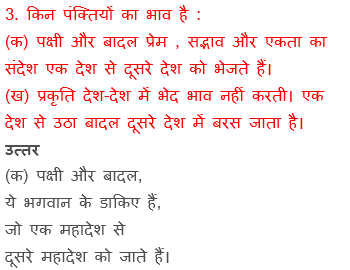 3. किन पंक्तियों का भाव है :
(क) पक्षी और बादल प्रेम , सद्भाव और एकता का
संदेश एक देश से दूसरे देश को भेजते हैं।
(ख) प्रकृति देश-देश में भेद भाव नहीं करती। एक
देश से उठा बादल दूसरे देश में बरस जाता है।
उत्तर
(क) पक्षी और बादल,
ये भगवान के डाकिए हैं,
जो एक महादेश से
दूसरे महादेश को जाते हैं।